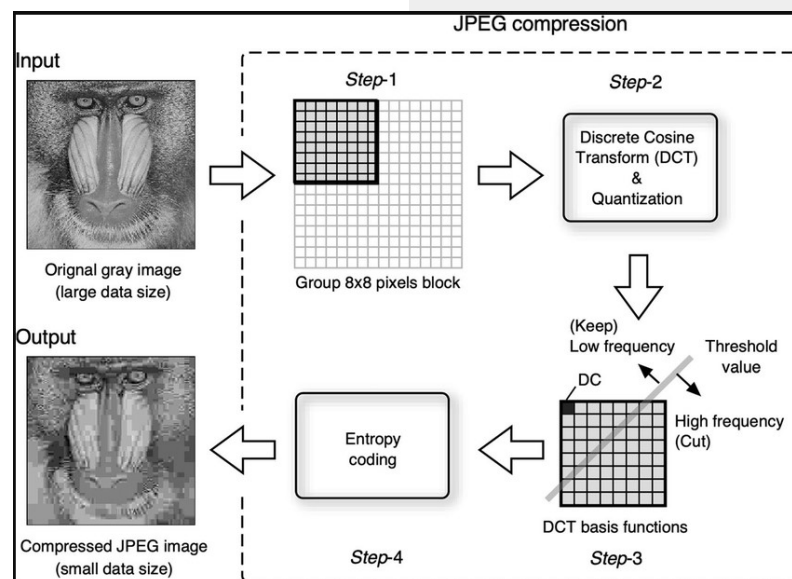 JPEG compression
Input
Step-1
Step-2
Discrete Cosine
Transform (DCT)
&
Quantization
Orignal gray image
(large data size)
Group 8x8 pixels block
Output
(Keep)
Low frequency
Threshold
value
DC
High frequency
(Cut)
Entropy
coding
DCT basis functions
Compressed JPEG image
(small data size)
Step-4
Step-3